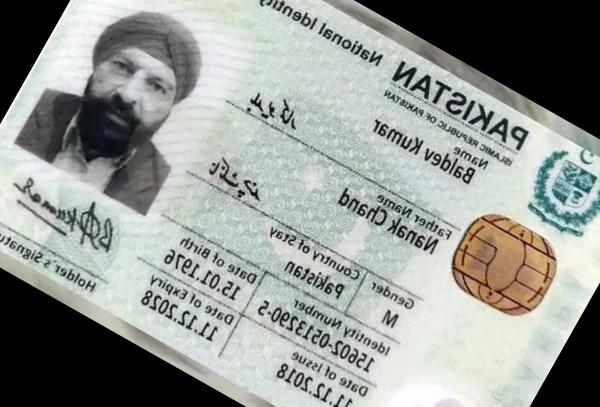 PAKISTAN National Identity
ISLAMIC REPUBLIC OF PAKISTAN
Name
Baldev Kumar
بلدیو کمار
Father Name
Nanak Chand
نانک چند
Gender
M
Country of Stay
Pakistan
Identity Number
15602-0513290-5
Date of Birth
15.01.1976
Date of Issue
11.12.2018
Date of Expiry
11.12.2028
Holder's Signatu